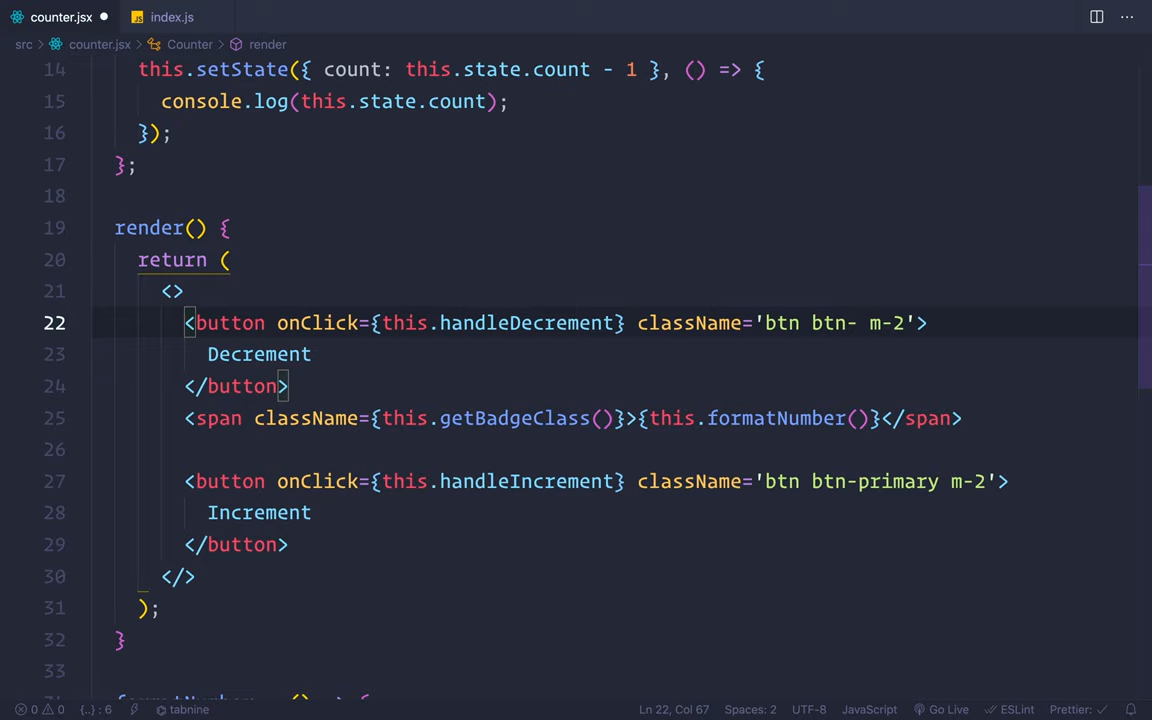 counter.jsx ● JS index.js
src > counter.jsx > Counter > render
14 this.setState({ count: this.state.count - 1 }, () => {
15 console.log(this.state.count);
16 });
17 };
18
19 render() {
20 return (
21 <>
22 <button onClick={this.handleDecrement} className='btn btn- m-2'>
23 Decrement
24 </button>
25 <span className={this.getBadgeClass()}>{this.formatNumber()}</span>
26
27 <button onClick={this.handleIncrement} className='btn btn-primary m-2'>
28 Increment
29 </button>
30 </>
31 );
32 }
33
0 0 {..} : 6 tabnine Ln 22, Col 67 Spaces: 2 UTF-8 JavaScript Go Live ESLint Prettier: ✓